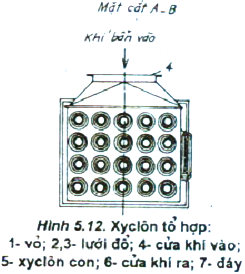 Mặt cắt A-B
Khí bẩn vào
4
Hình 5.12. Xyclôn tổ hợp:
1- vỏ; 2,3- lưới đỡ; 4- cửa khí vào;
5- xyclôn con; 6- cửa khí ra; 7- đáy